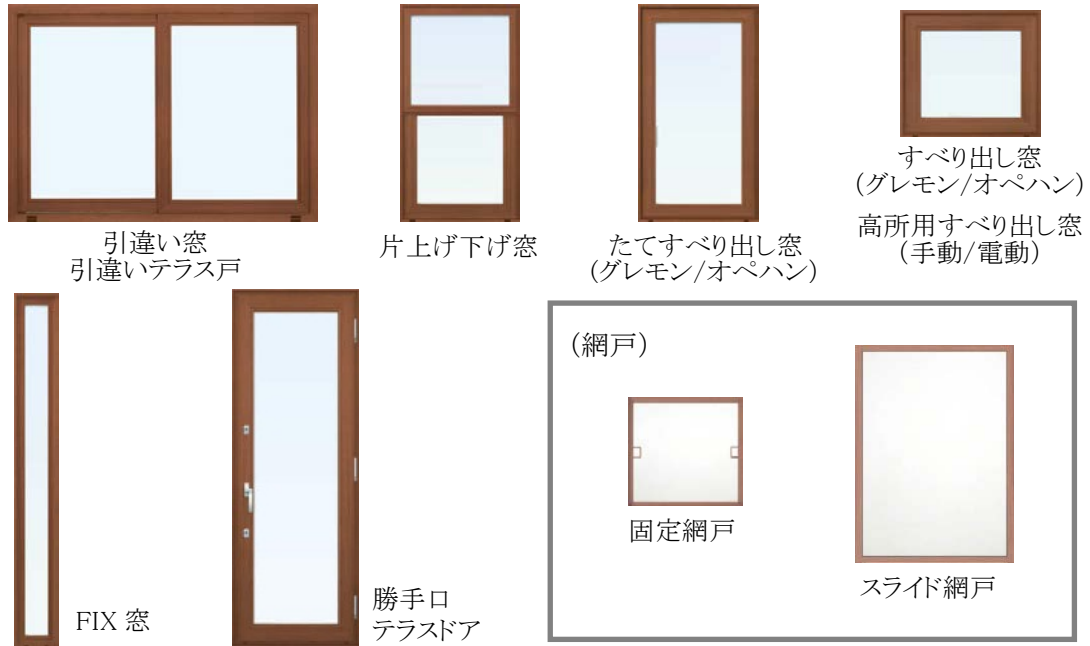 引違い窓
引違いテラス戸
片上げ下げ窓
たてすべり出し窓
(グレモン/オペハン)
すべり出し窓
(グレモン/オペハン)
高所用すべり出し窓
(手動/電動)
FIX 窓
勝手口
テラスドア
(網戸)
固定網戸
スライド網戸